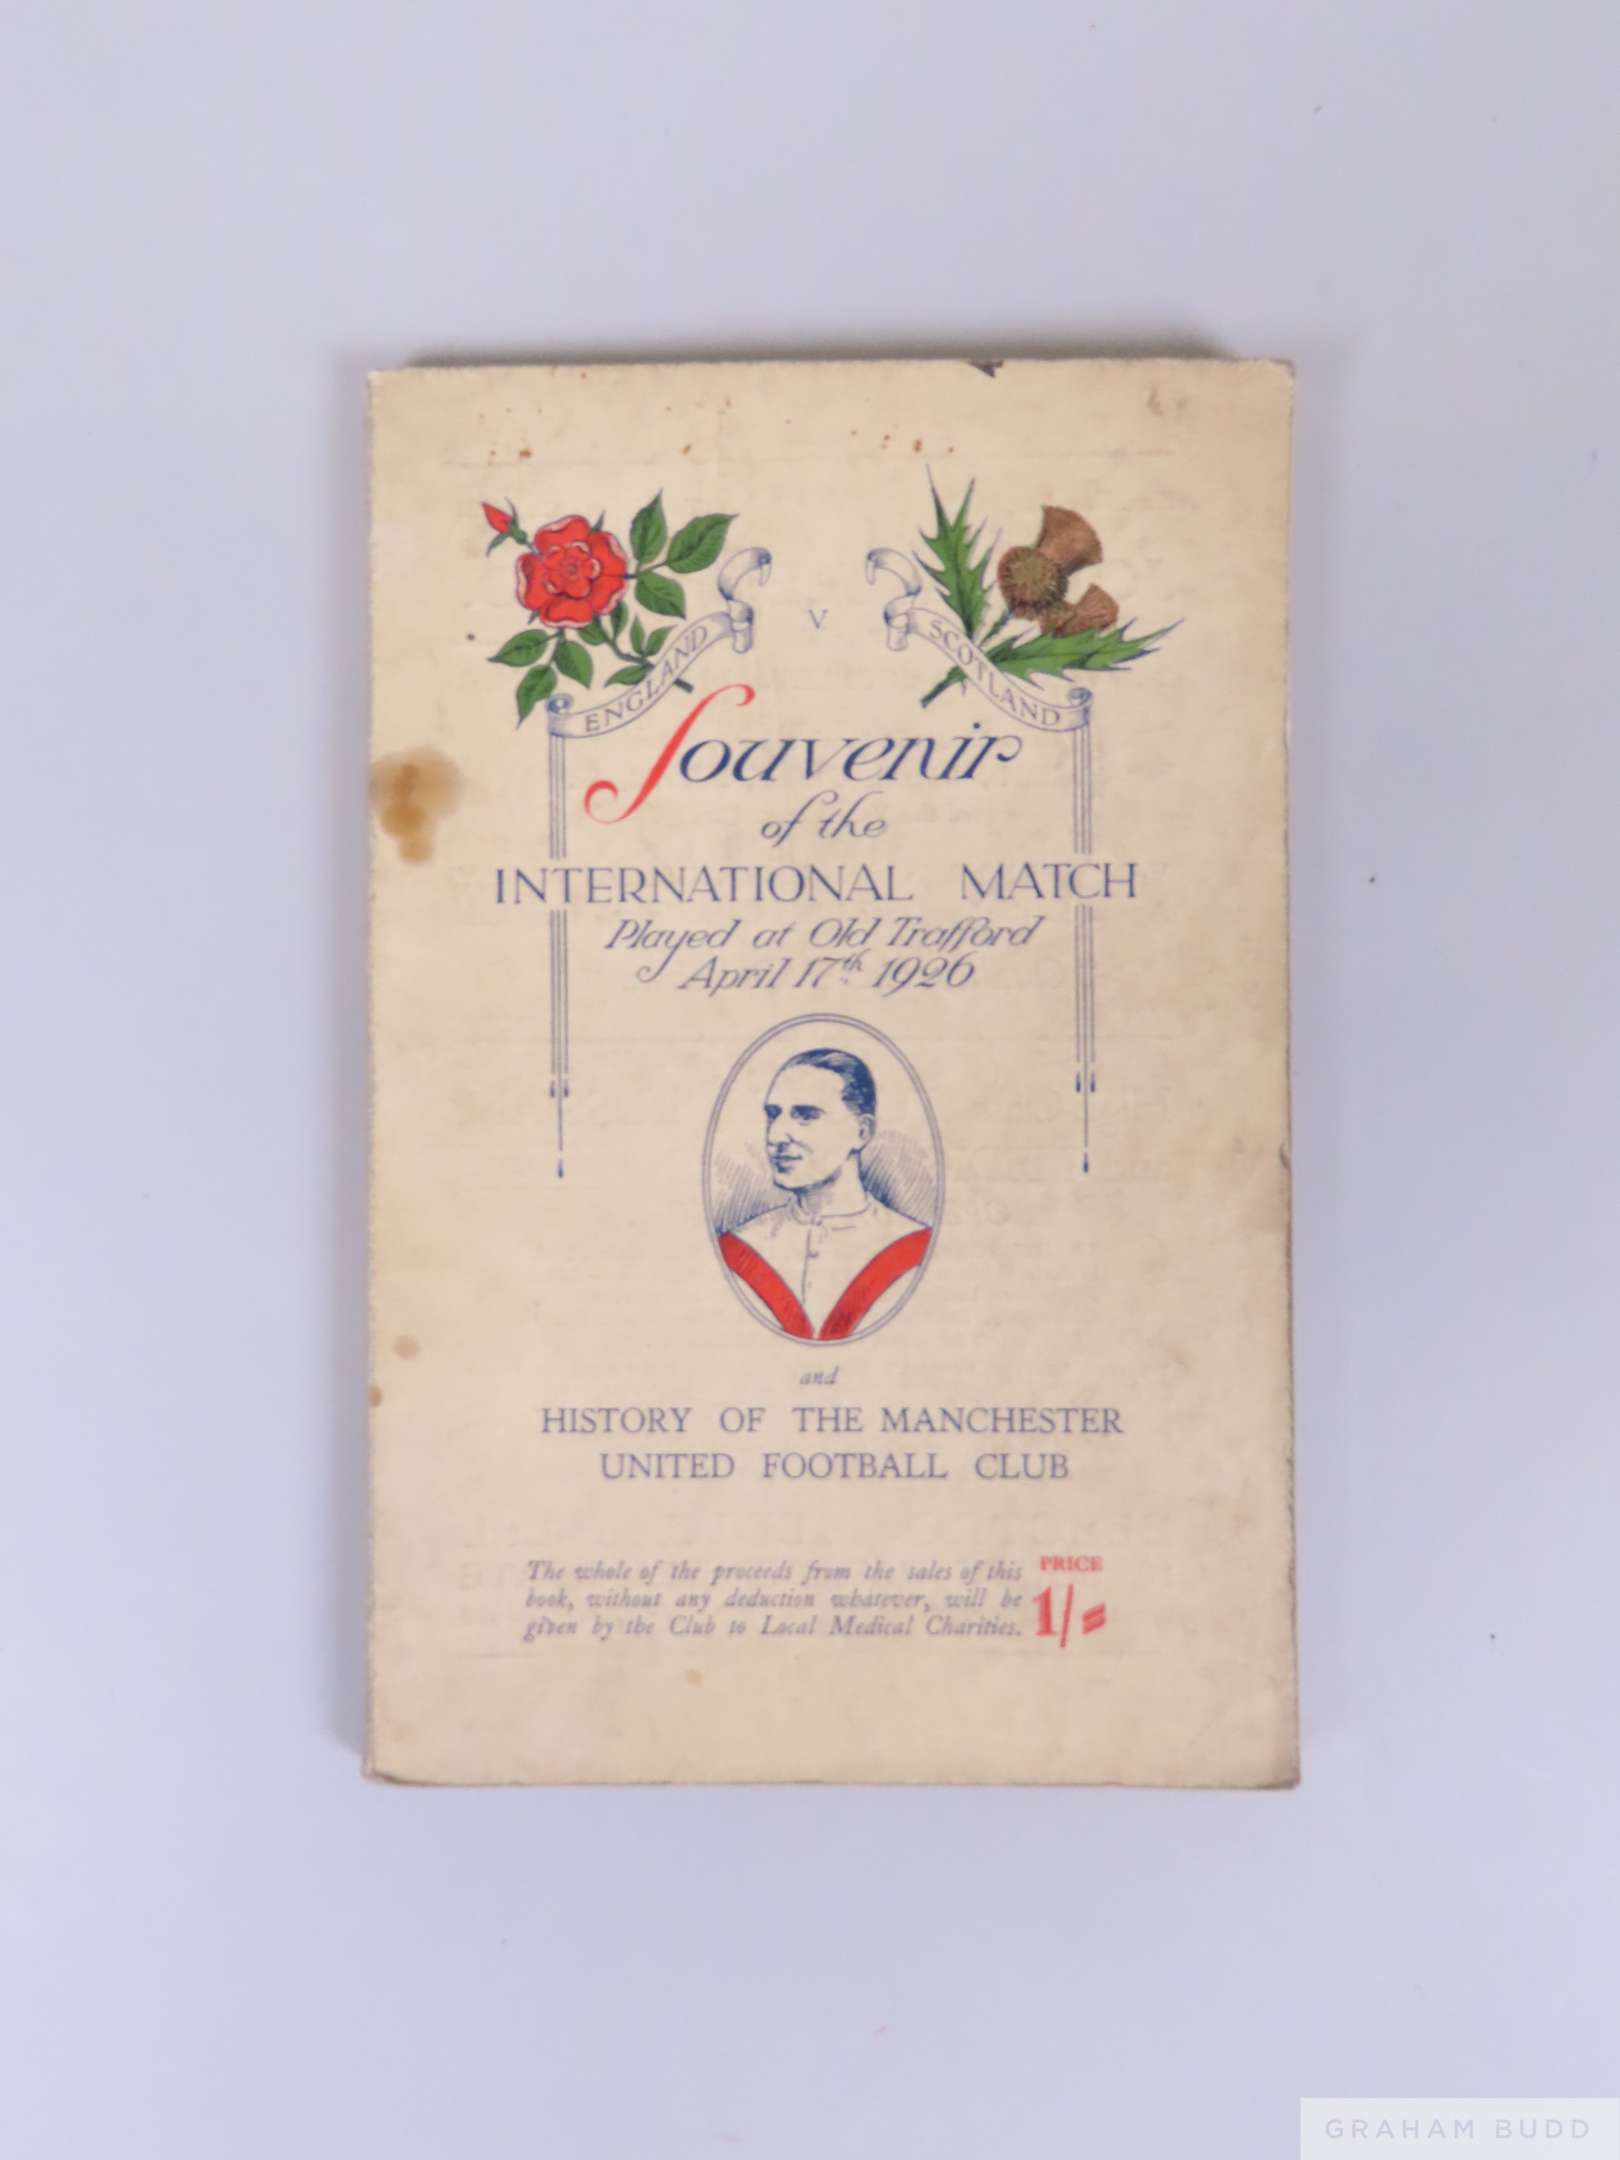 ENGLAND V SCOTLAND
Souvenir
of the
INTERNATIONAL MATCH
Played at Old Trafford
April 17th 1926
and
HISTORY OF THE MANCHESTER
UNITED FOOTBALL CLUB
The whole of the proceeds from the sales of this
book, without any deduction whatever, will be
given by the Club to Local Medical Charities.
PRICE
1/=
GRAHAM BUDD